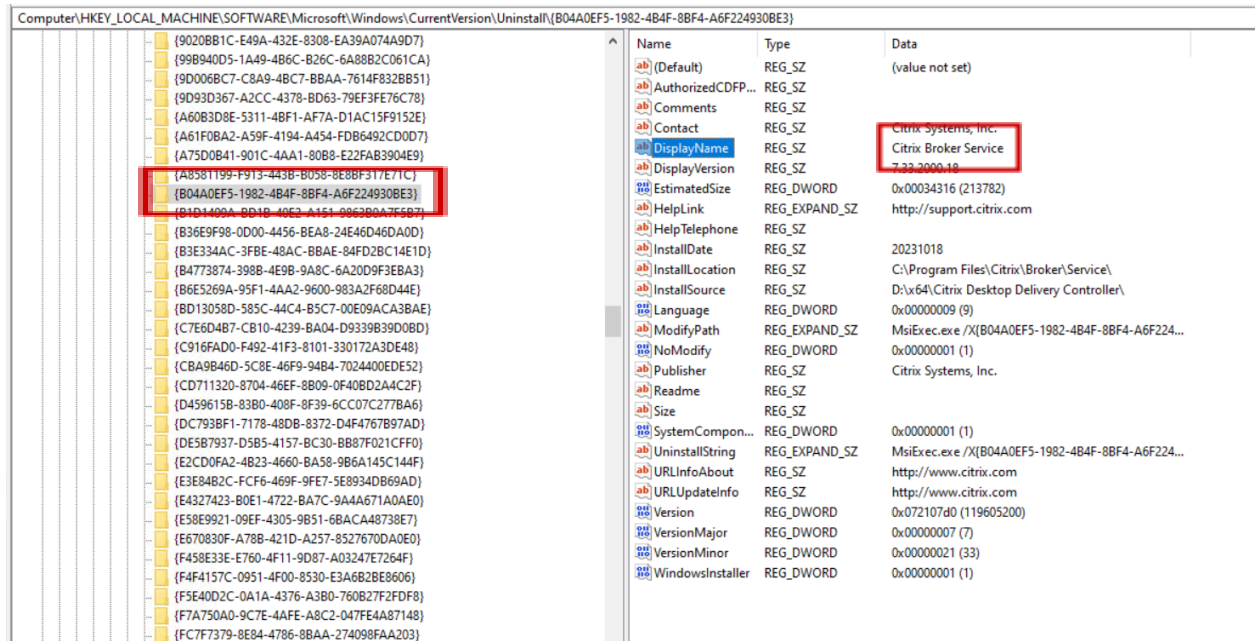 Computer\HKEY_LOCAL_MACHINE\SOFTWARE\Microsoft\Windows\CurrentVersion\Uninstall\{B04A0EF5-1982-4B4F-8BF4-A6F224930BE3}
{9020BB1C-E49A-432E-8308-EA39A074A9D7}
{99B940D5-1A49-4B6C-B26C-6A88B2C061CA}
{9D006BC7-C8A9-4BC7-BBAA-7614F832BB51}
{9D93D367-A2CC-4378-BD63-79EF3FE76C78}
{A60B3D8E-5311-4BF1-AF7A-D1AC15F9152E}
{A61F0BA2-A59F-4194-A454-FDB6492CD0D7}
{A75D0B41-901C-4AA1-80B8-E22FAB3904E9}
{A8581199-F913-443B-B058-8E8BF317E71C}
{B04A0EF5-1982-4B4F-8BF4-A6F224930BE3}
{B1D1409A-BD1B-40E2-A151-9863B0A7F5B7}
{B36E9F98-0D00-4456-BEA8-24E46D46DA0D}
{B3E334AC-3FBE-48AC-BBAE-84FD2BC14E1D}
{B4773874-398B-4E9B-9A8C-6A20D9F3EBA3}
{B6E5269A-95F1-4AA2-9600-983A2F68D44E}
{BD13058D-585C-44C4-B5C7-00E09ACA3BAE}
{C7E6D4B7-CB10-4239-BA04-D9339B39D0BD}
{C916FAD0-F492-41F3-8101-330172A3DE48}
{CBA9B46D-5C8E-46F9-94B4-7024400EDE52}
{CD711320-8704-46EF-8B09-0F40BD2A4C2F}
{D459615B-83B0-408F-8F39-6CC07C277BA6}
{DC793BF1-7178-48DB-8372-D4F4767B97AD}
{DE5B7937-D5B5-4157-BC30-BB87F021CFF0}
{E2CD0FA2-4B23-4660-BA58-9B6A145C144F}
{E3E84B2C-FCF6-469F-9FE7-5E8934DB69AD}
{E4327423-B0E1-4722-BA7C-9A4A671A0AE0}
{E58E9921-09EF-4305-9B51-6BACA48738E7}
{E670830F-A78B-421D-A257-8527670DA0E0}
{F458E33E-E760-4F11-9D87-A03247E7264F}
{F4F4157C-0951-4F00-8530-E3A6B2BE8606}
{F5E40D2C-0A1A-4376-A3B0-760B27F2FDF8}
{F7A750A0-9C7E-4AFE-A8C2-047FE4A87148}
{FC7F7379-8E84-4786-8BAA-274098FAA203}
Name Type Data
(Default) REG_SZ (value not set)
AuthorizedCDFP... REG_SZ
Comments REG_SZ
Contact REG_SZ Citrix Systems, Inc.
DisplayName REG_SZ Citrix Broker Service
DisplayVersion REG_SZ 7.33.2000.18
EstimatedSize REG_DWORD 0x00034316 (213782)
HelpLink REG_EXPAND_SZ http://support.citrix.com
HelpTelephone REG_SZ
InstallDate REG_SZ 20231018
InstallLocation REG_SZ C:\Program Files\Citrix\Broker\Service\
InstallSource REG_SZ D:\x64\Citrix Desktop Delivery Controller\
Language REG_DWORD 0x00000009 (9)
ModifyPath REG_EXPAND_SZ MsiExec.exe /X{B04A0EF5-1982-4B4F-8BF4-A6F224...
NoModify REG_DWORD 0x00000001 (1)
Publisher REG_SZ Citrix Systems, Inc.
Readme REG_SZ
Size REG_SZ
SystemCompon... REG_DWORD 0x00000001 (1)
UninstallString REG_EXPAND_SZ MsiExec.exe /X{B04A0EF5-1982-4B4F-8BF4-A6F224...
URLInfoAbout REG_SZ http://www.citrix.com
URLUpdateInfo REG_SZ http://www.citrix.com
Version REG_DWORD 0x072107d0 (119605200)
VersionMajor REG_DWORD 0x00000007 (7)
VersionMinor REG_DWORD 0x00000021 (33)
WindowsInstaller REG_DWORD 0x00000001 (1)